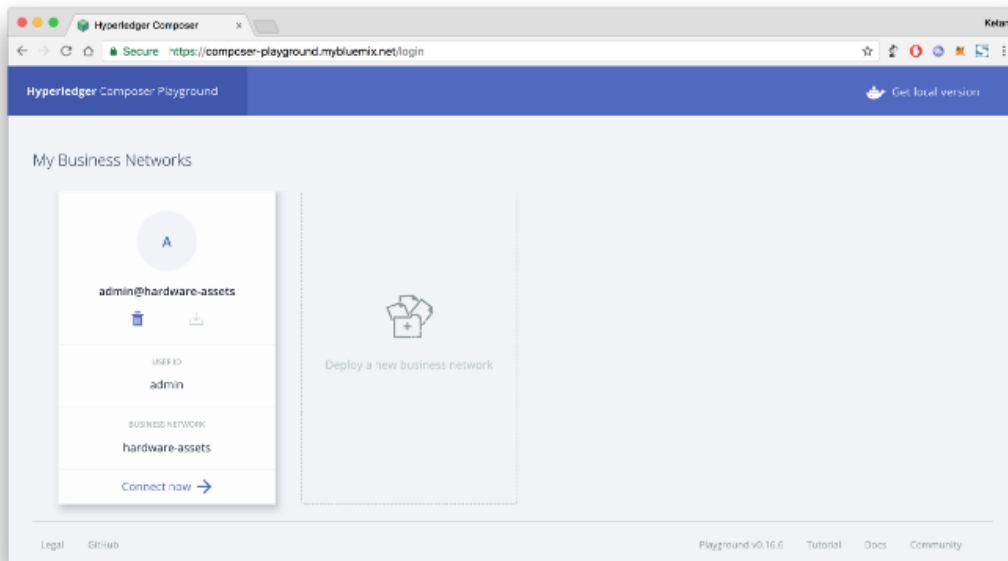 Hyperledger Composer
Secure https://composer-playground.mybluemix.net/login
Hyperledger Composer Playground
Get local version
My Business Networks
A
admin@hardware-assets
USER ID
admin
BUSINESS NETWORK
hardware-assets
Connect now
Deploy a new business network
Legal GitHub
Playground v0.16.6 Tutorial Docs Community